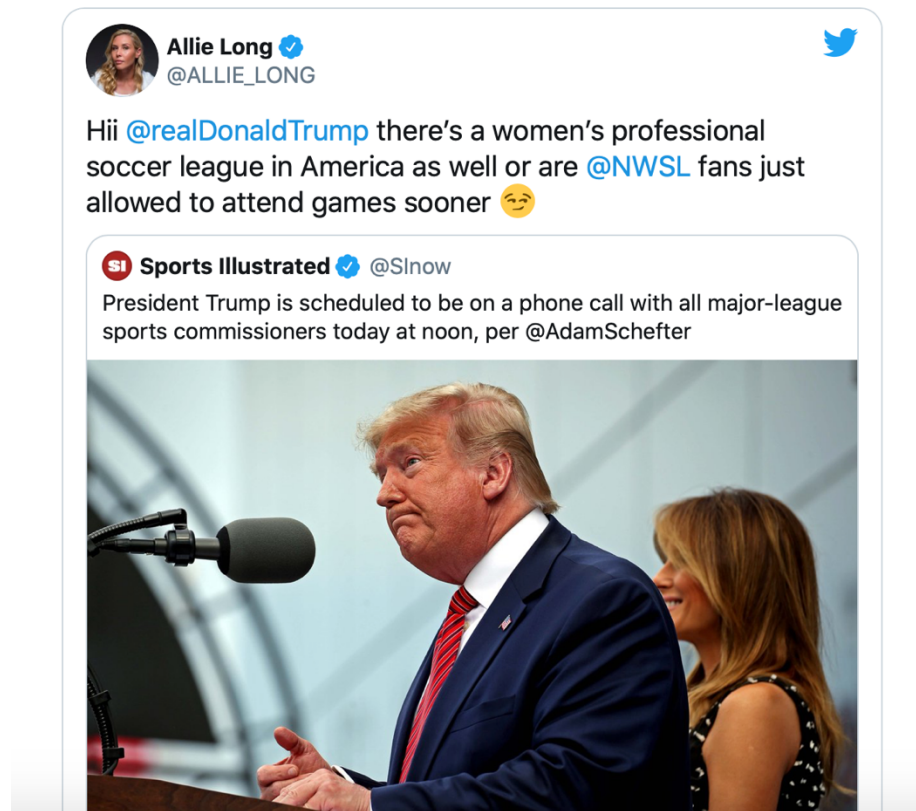 Allie Long
@ALLIE_LONG
Hii @realDonaldTrump there's a women's professional
soccer league in America as well or are @NWSL fans just
allowed to attend games sooner 😏
SI Sports Illustrated @SInow
President Trump is scheduled to be on a phone call with all major-league
sports commissioners today at noon, per @AdamSchefter